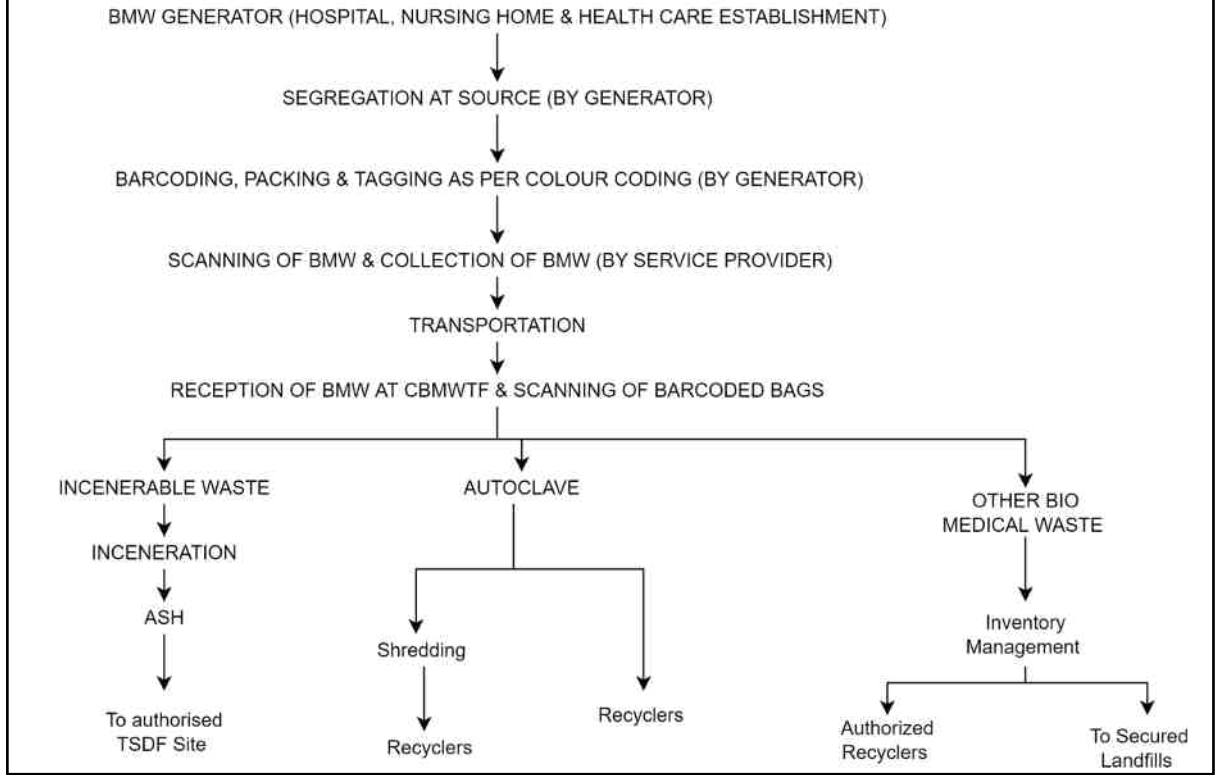 BMW GENERATOR (HOSPITAL, NURSING HOME & HEALTH CARE ESTABLISHMENT)
SEGREGATION AT SOURCE (BY GENERATOR)
BARCODING, PACKING & TAGGING AS PER COLOUR CODING (BY GENERATOR)
SCANNING OF BMW & COLLECTION OF BMW (BY SERVICE PROVIDER)
TRANSPORTATION
RECEPTION OF BMW AT CBMWTF & SCANNING OF BARCODED BAGS
INCENERABLE WASTE
INCENERATION
ASH
To authorised
TSDF Site
AUTOCLAVE
Shredding
Recyclers
Recyclers
OTHER BIO
MEDICAL WASTE
Inventory
Management
Authorized
Recyclers
To Secured
Landfills